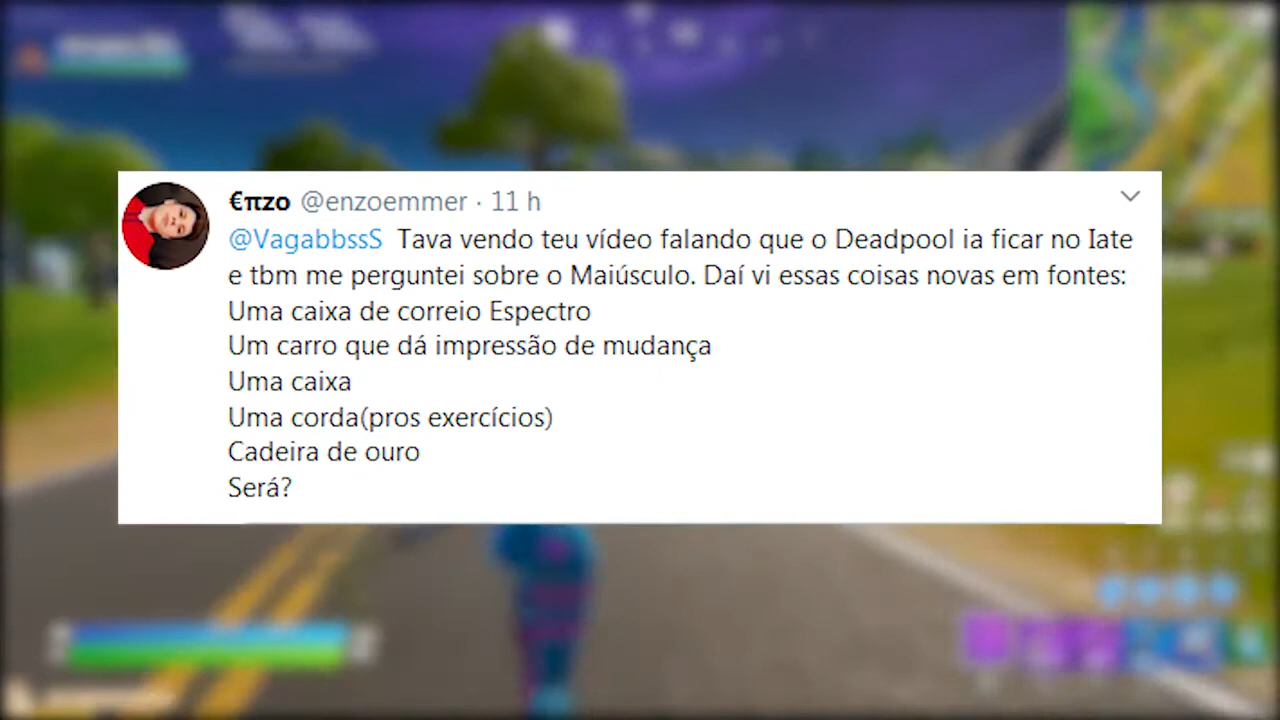 €πzo @enzoemmer · 11 h
@VagabbssS Tava vendo teu vídeo falando que o Deadpool ia ficar no Iate
e tbm me perguntei sobre o Maiúsculo. Daí vi essas coisas novas em fontes:
Uma caixa de correio Espectro
Um carro que dá impressão de mudança
Uma caixa
Uma corda(pros exercícios)
Cadeira de ouro
Será?